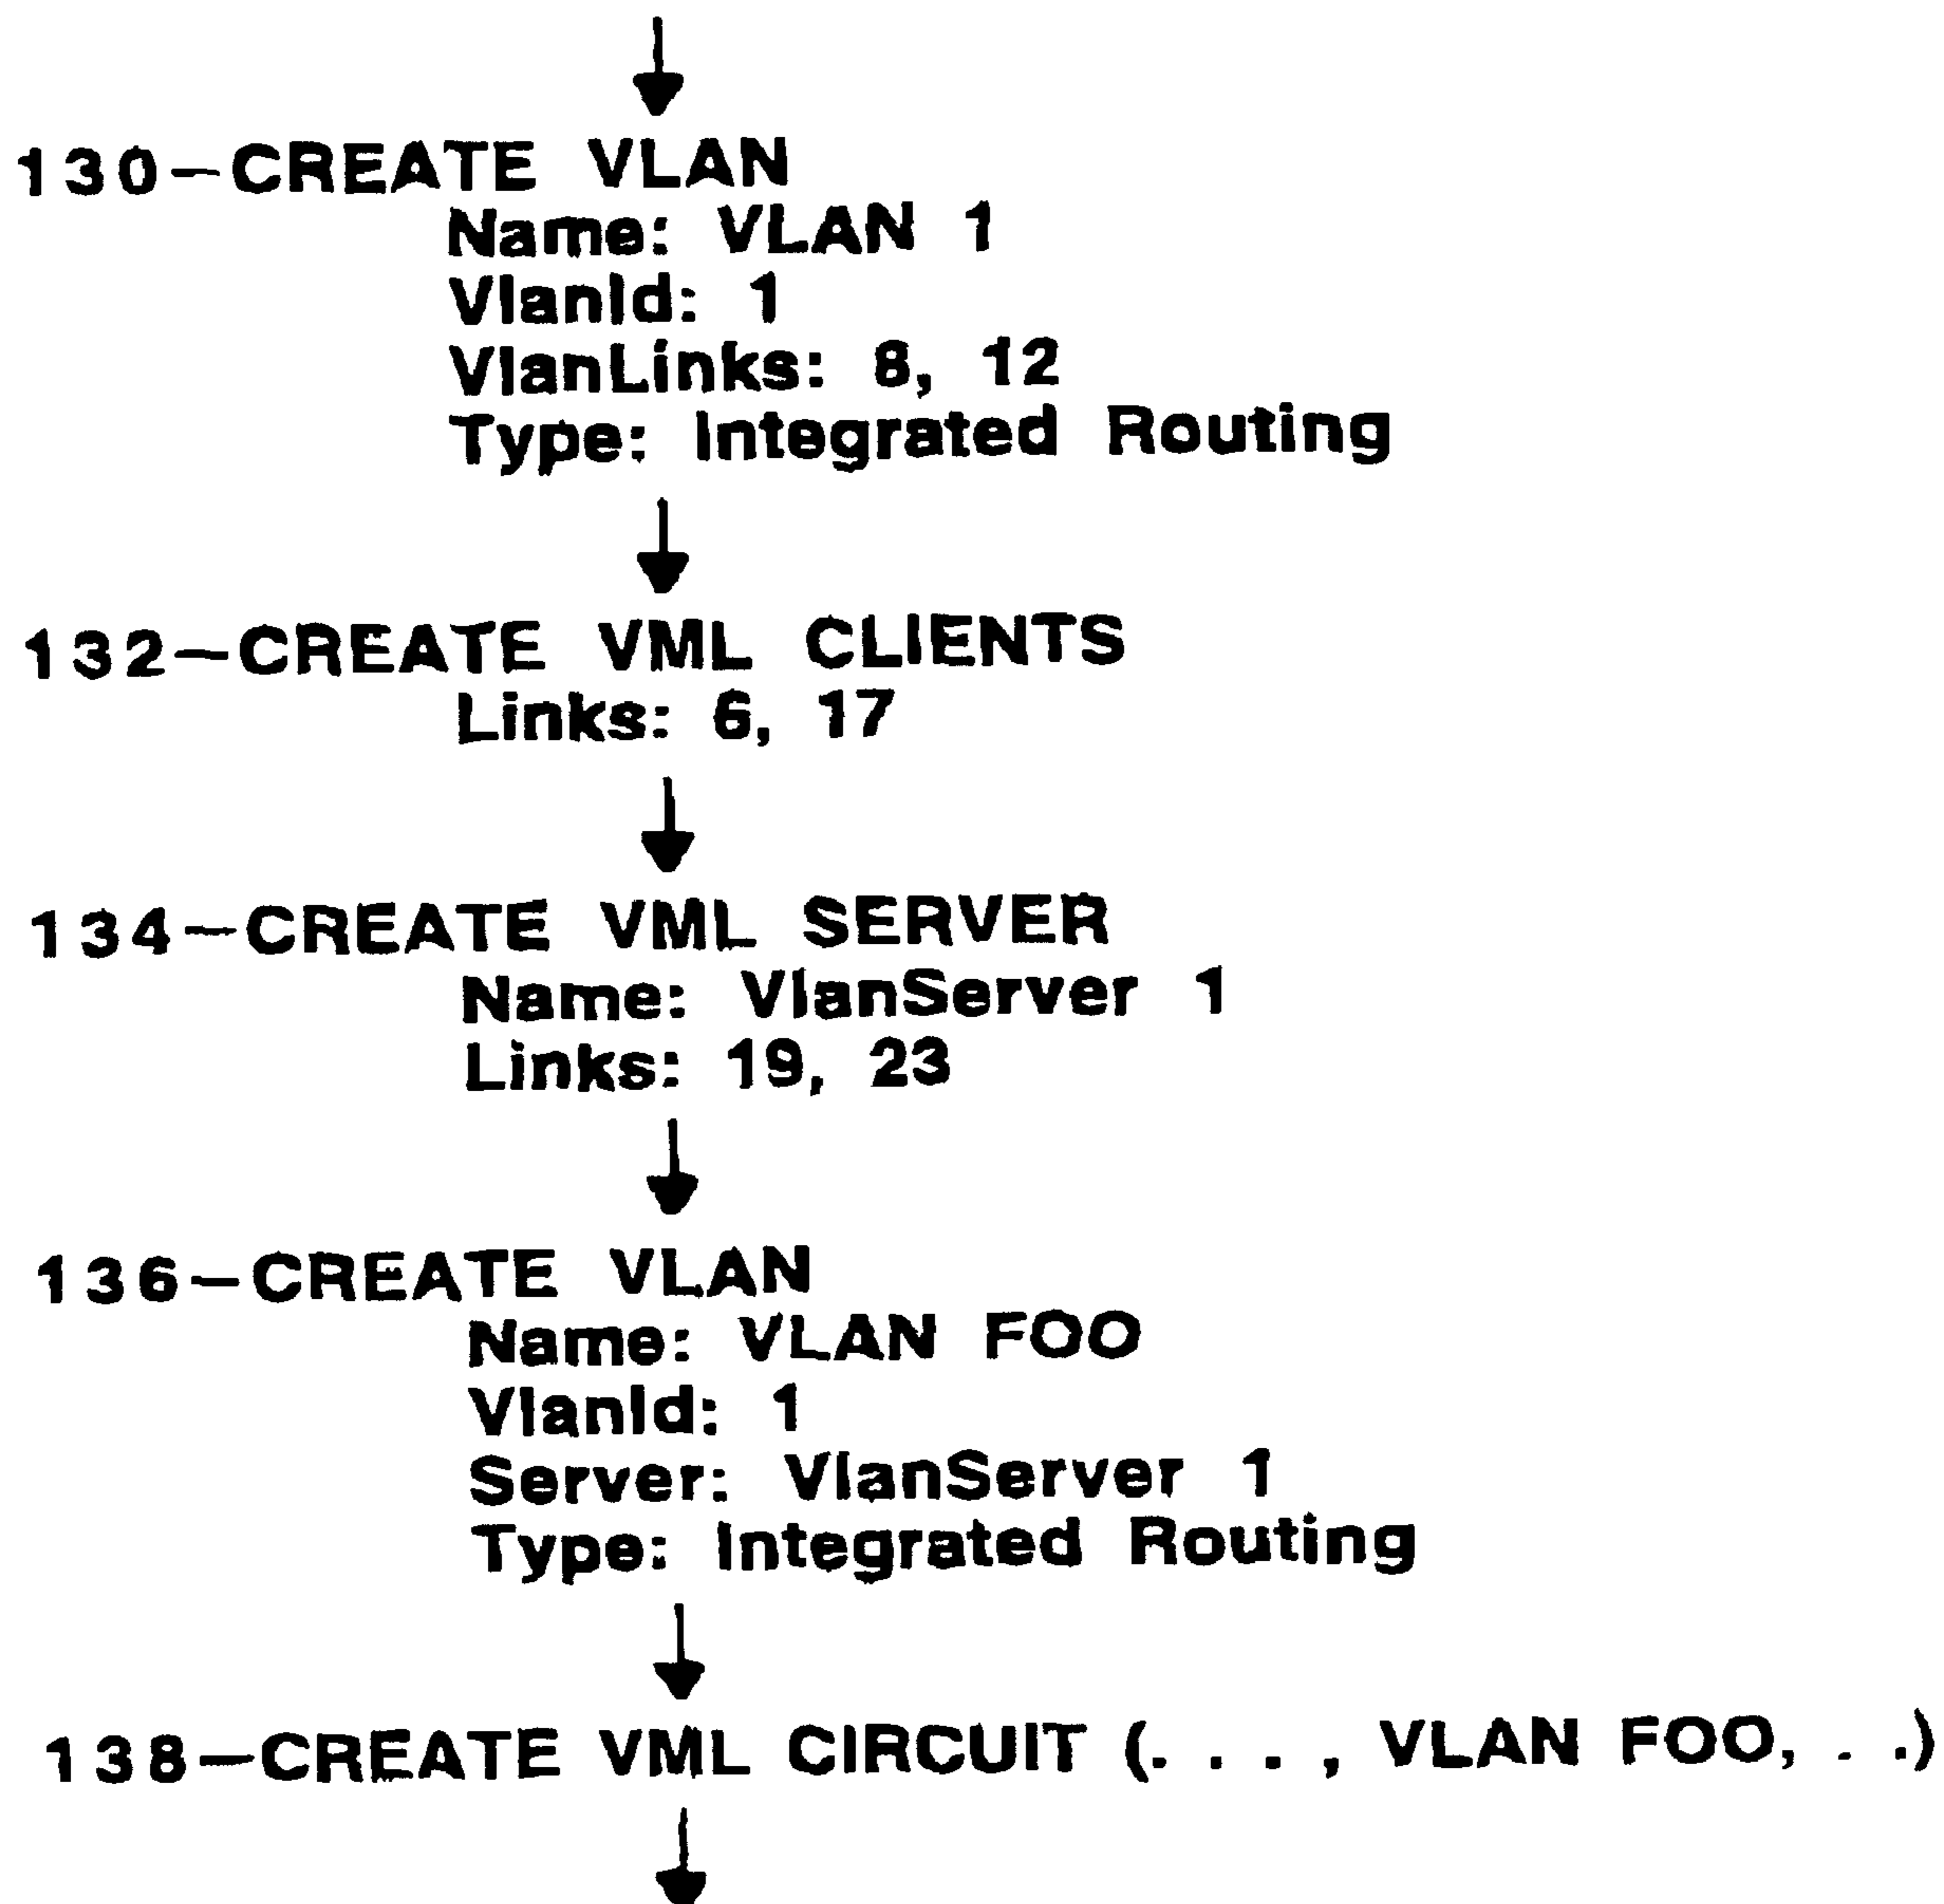 130-CREATE VLAN
Name: VLAN 1
VlanId: 1
VlanLinks: 8, 12
Type: Integrated Routing
132-CREATE VML CLIENTS
Links: 6, 17
134-CREATE VML SERVER
Name: VlanServer 1
Links: 19, 23
136-CREATE VLAN
Name: VLAN FOO
VlanId: 1
Server: VlanServer 1
Type: Integrated Routing
138-CREATE VML CIRCUIT (. . . , VLAN FOO, . .)